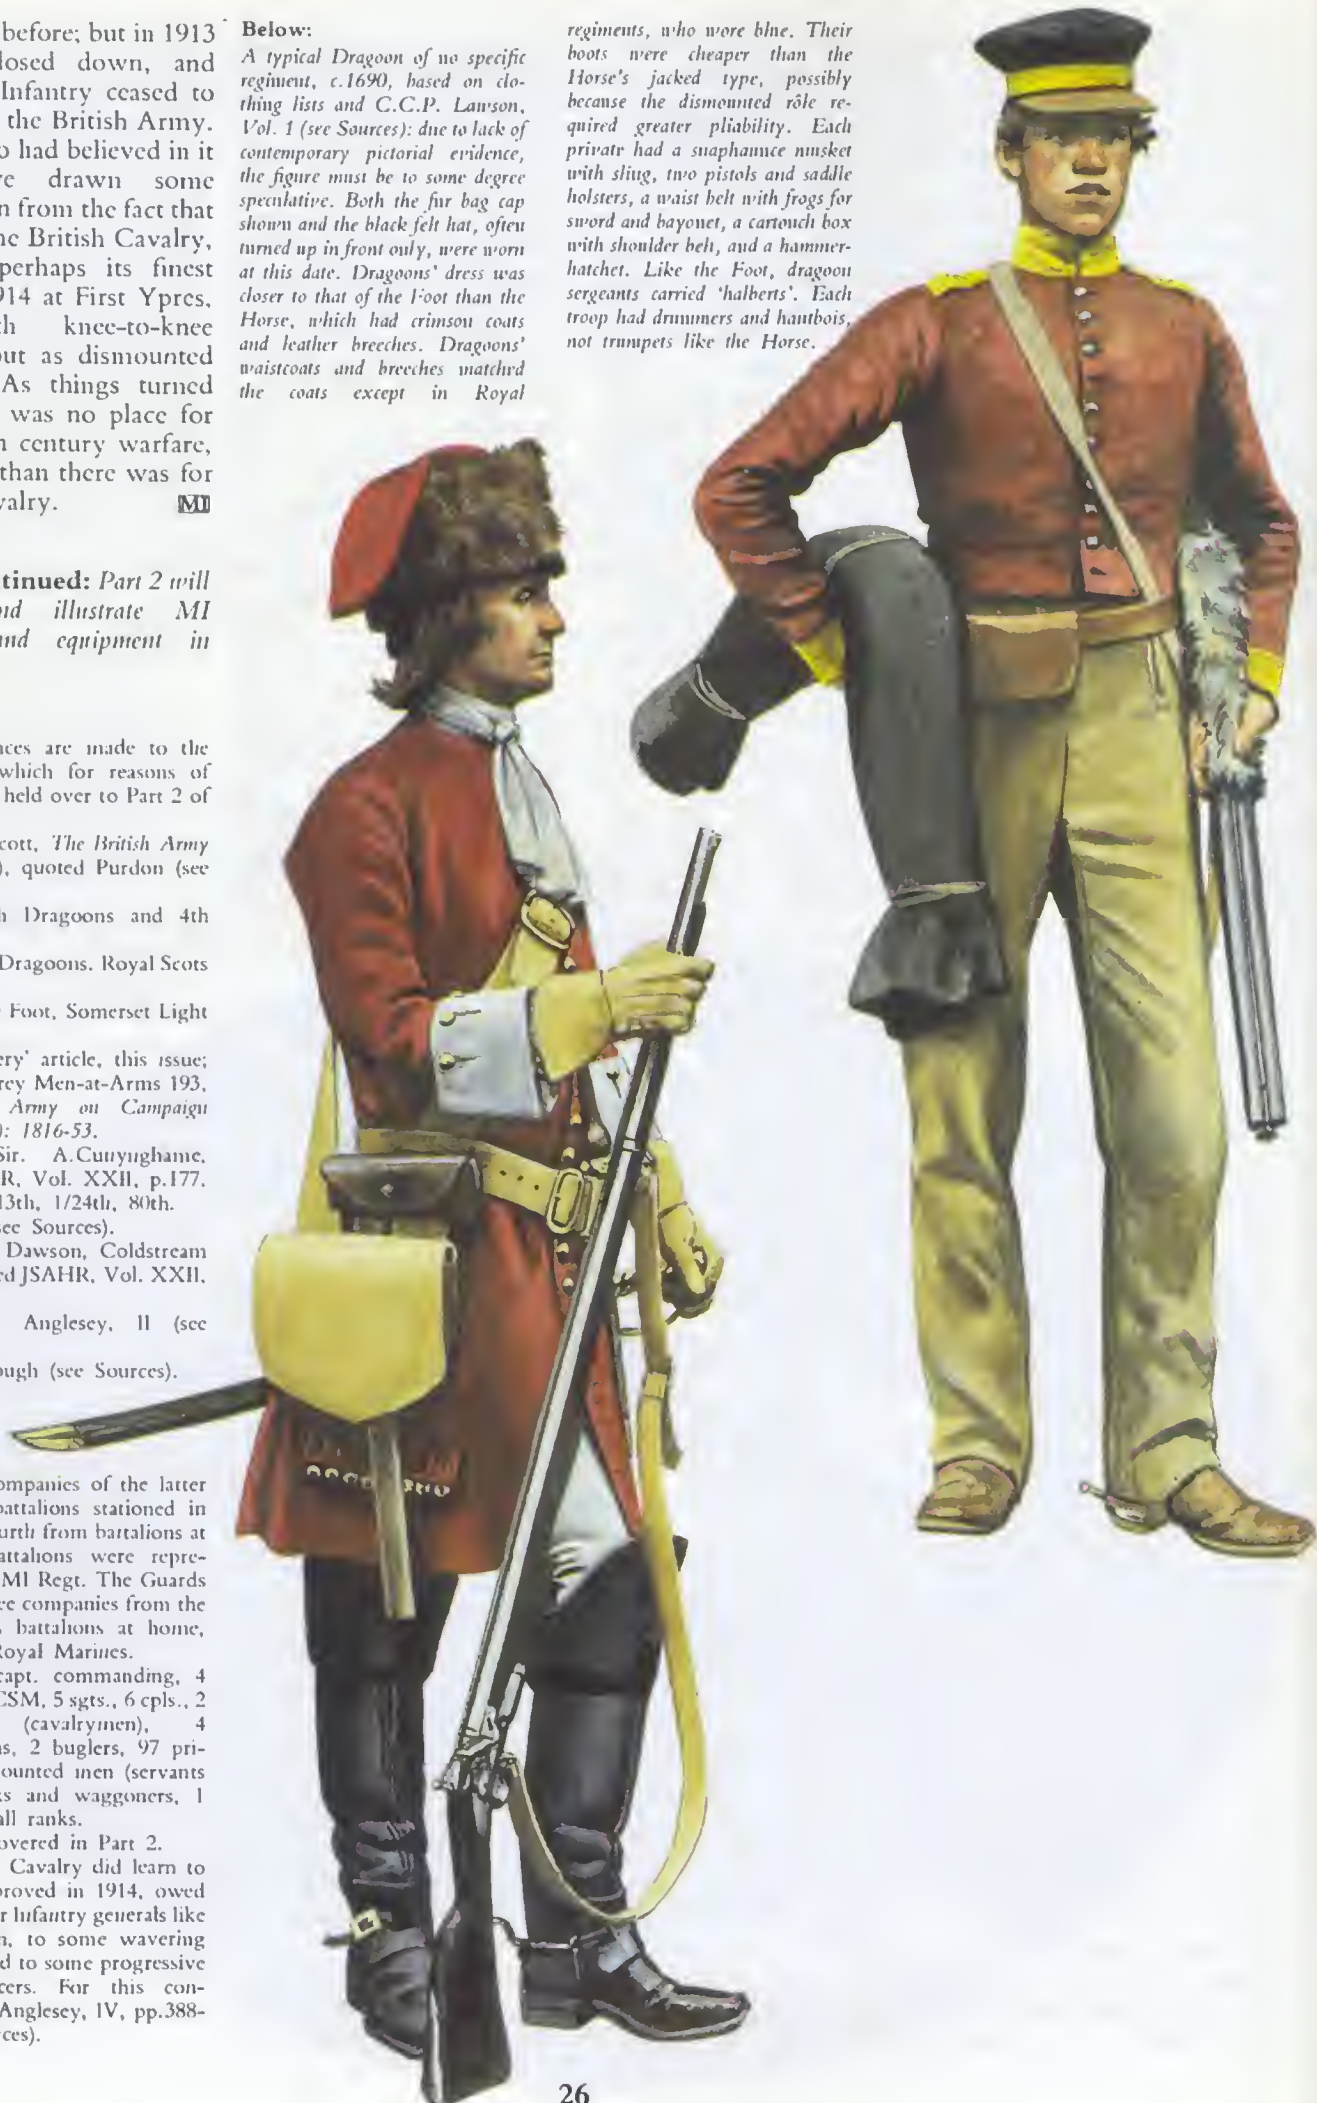 before; but in 1913
losed down, and
Infantry ceased to
the British Army.
o had believed in it
ve drawn some
n from the fact that
ne British Cavalry,
perhaps its finest
914 at First Ypres,
th knee-to-knee
out as dismounted
As things turned
was no place for
h century warfare,
than there was for
valry. MI
tinued: Part 2 will
nd illustrate MI
and equipment in
nces are made to the
which for reasons of
held over to Part 2 of
cott, The British Army
), quoted Purdon (see
h Dragoons and 4th
Dragoons. Royal Scots
Foot, Somerset Light
ery' article, this issue;
rey Men-at-Arms 193,
Army on Campaign
): 1816-53.
Sir. A.Cunynghame,
R, Vol. XXII, p.177.
13th, 1/24th, 80th.
see Sources).
Dawson, Coldstream
ed JSAHR, Vol. XXII,
Anglesey, II (see
ough (see Sources).
ompanies of the latter
battalions stationed in
urth from battalions at
attalions were repre-
MI Regt. The Guards
ee companies from the
battalions at home,
Royal Marines.
capt. commanding, 4
CSM, 5 sgts., 6 cpls., 2
(cavalrymen), 4
ns, 2 buglers, 97 pri-
ounted men (servants
ks and waggoners, 1
all ranks.
overed in Part 2.
Cavalry did learn to
proved in 1914, owed
r Infantry generals like
n, to some wavering
d to some progressive
cers. For this con-
Anglesey, IV, pp.388-
rces).
Below:
A typical Dragoon of no specific
regiment, c.1690, based on clo-
thing lists and C.C.P. Lawson,
Vol. 1 (see Sources): due to lack of
contemporary pictorial evidence,
the figure must be to some degree
speculative. Both the fur bag cap
shown and the black felt hat, often
turned up in front only, were worn
at this date. Dragoons' dress was
closer to that of the Foot than the
Horse, which had crimson coats
and leather breeches. Dragoons'
waistcoats and breeches matched
the coats except in Royal
regiments, who wore blue. Their
boots were cheaper than the
Horse's jacked type, possibly
because the dismounted rôle re-
quired greater pliability. Each
private had a snaphaunce musket
with sling, two pistols and saddle
holsters, a waist belt with frogs for
sword and bayonet, a cartouch box
with shoulder belt, and a hammer-
hatchet. Like the Foot, dragoon
sergeants carried 'halberts'. Each
troop had drummers and hautbois,
not trumpets like the Horse.
26